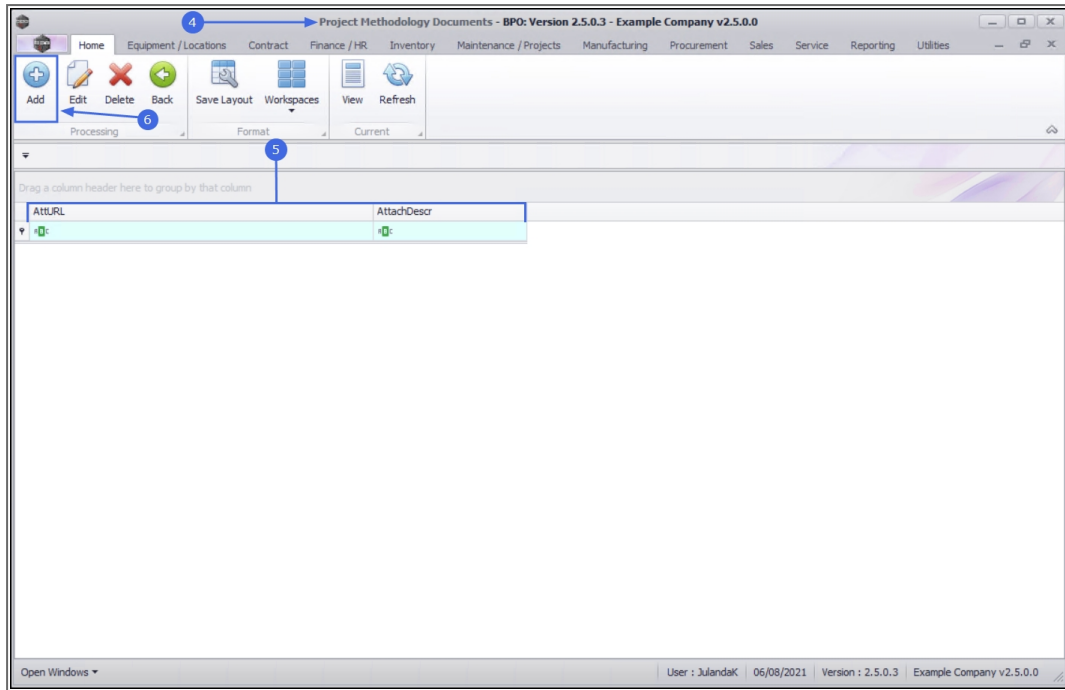 4
Project Methodology Documents - BPO: Version 2.5.0.3 - Example Company v2.5.0.0
Home Equipment / Locations Contract Finance / HR Inventory Maintenance / Projects Manufacturing Procurement Sales Service Reporting Utilities
Add Edit Delete Back Save Layout Workspaces View Refresh
6
Processing Format Current
5
Drag a column header here to group by that column
AttURL AttachDescr
Open Windows User : JulandaK 06/08/2021 Version : 2.5.0.3 Example Company v2.5.0.0